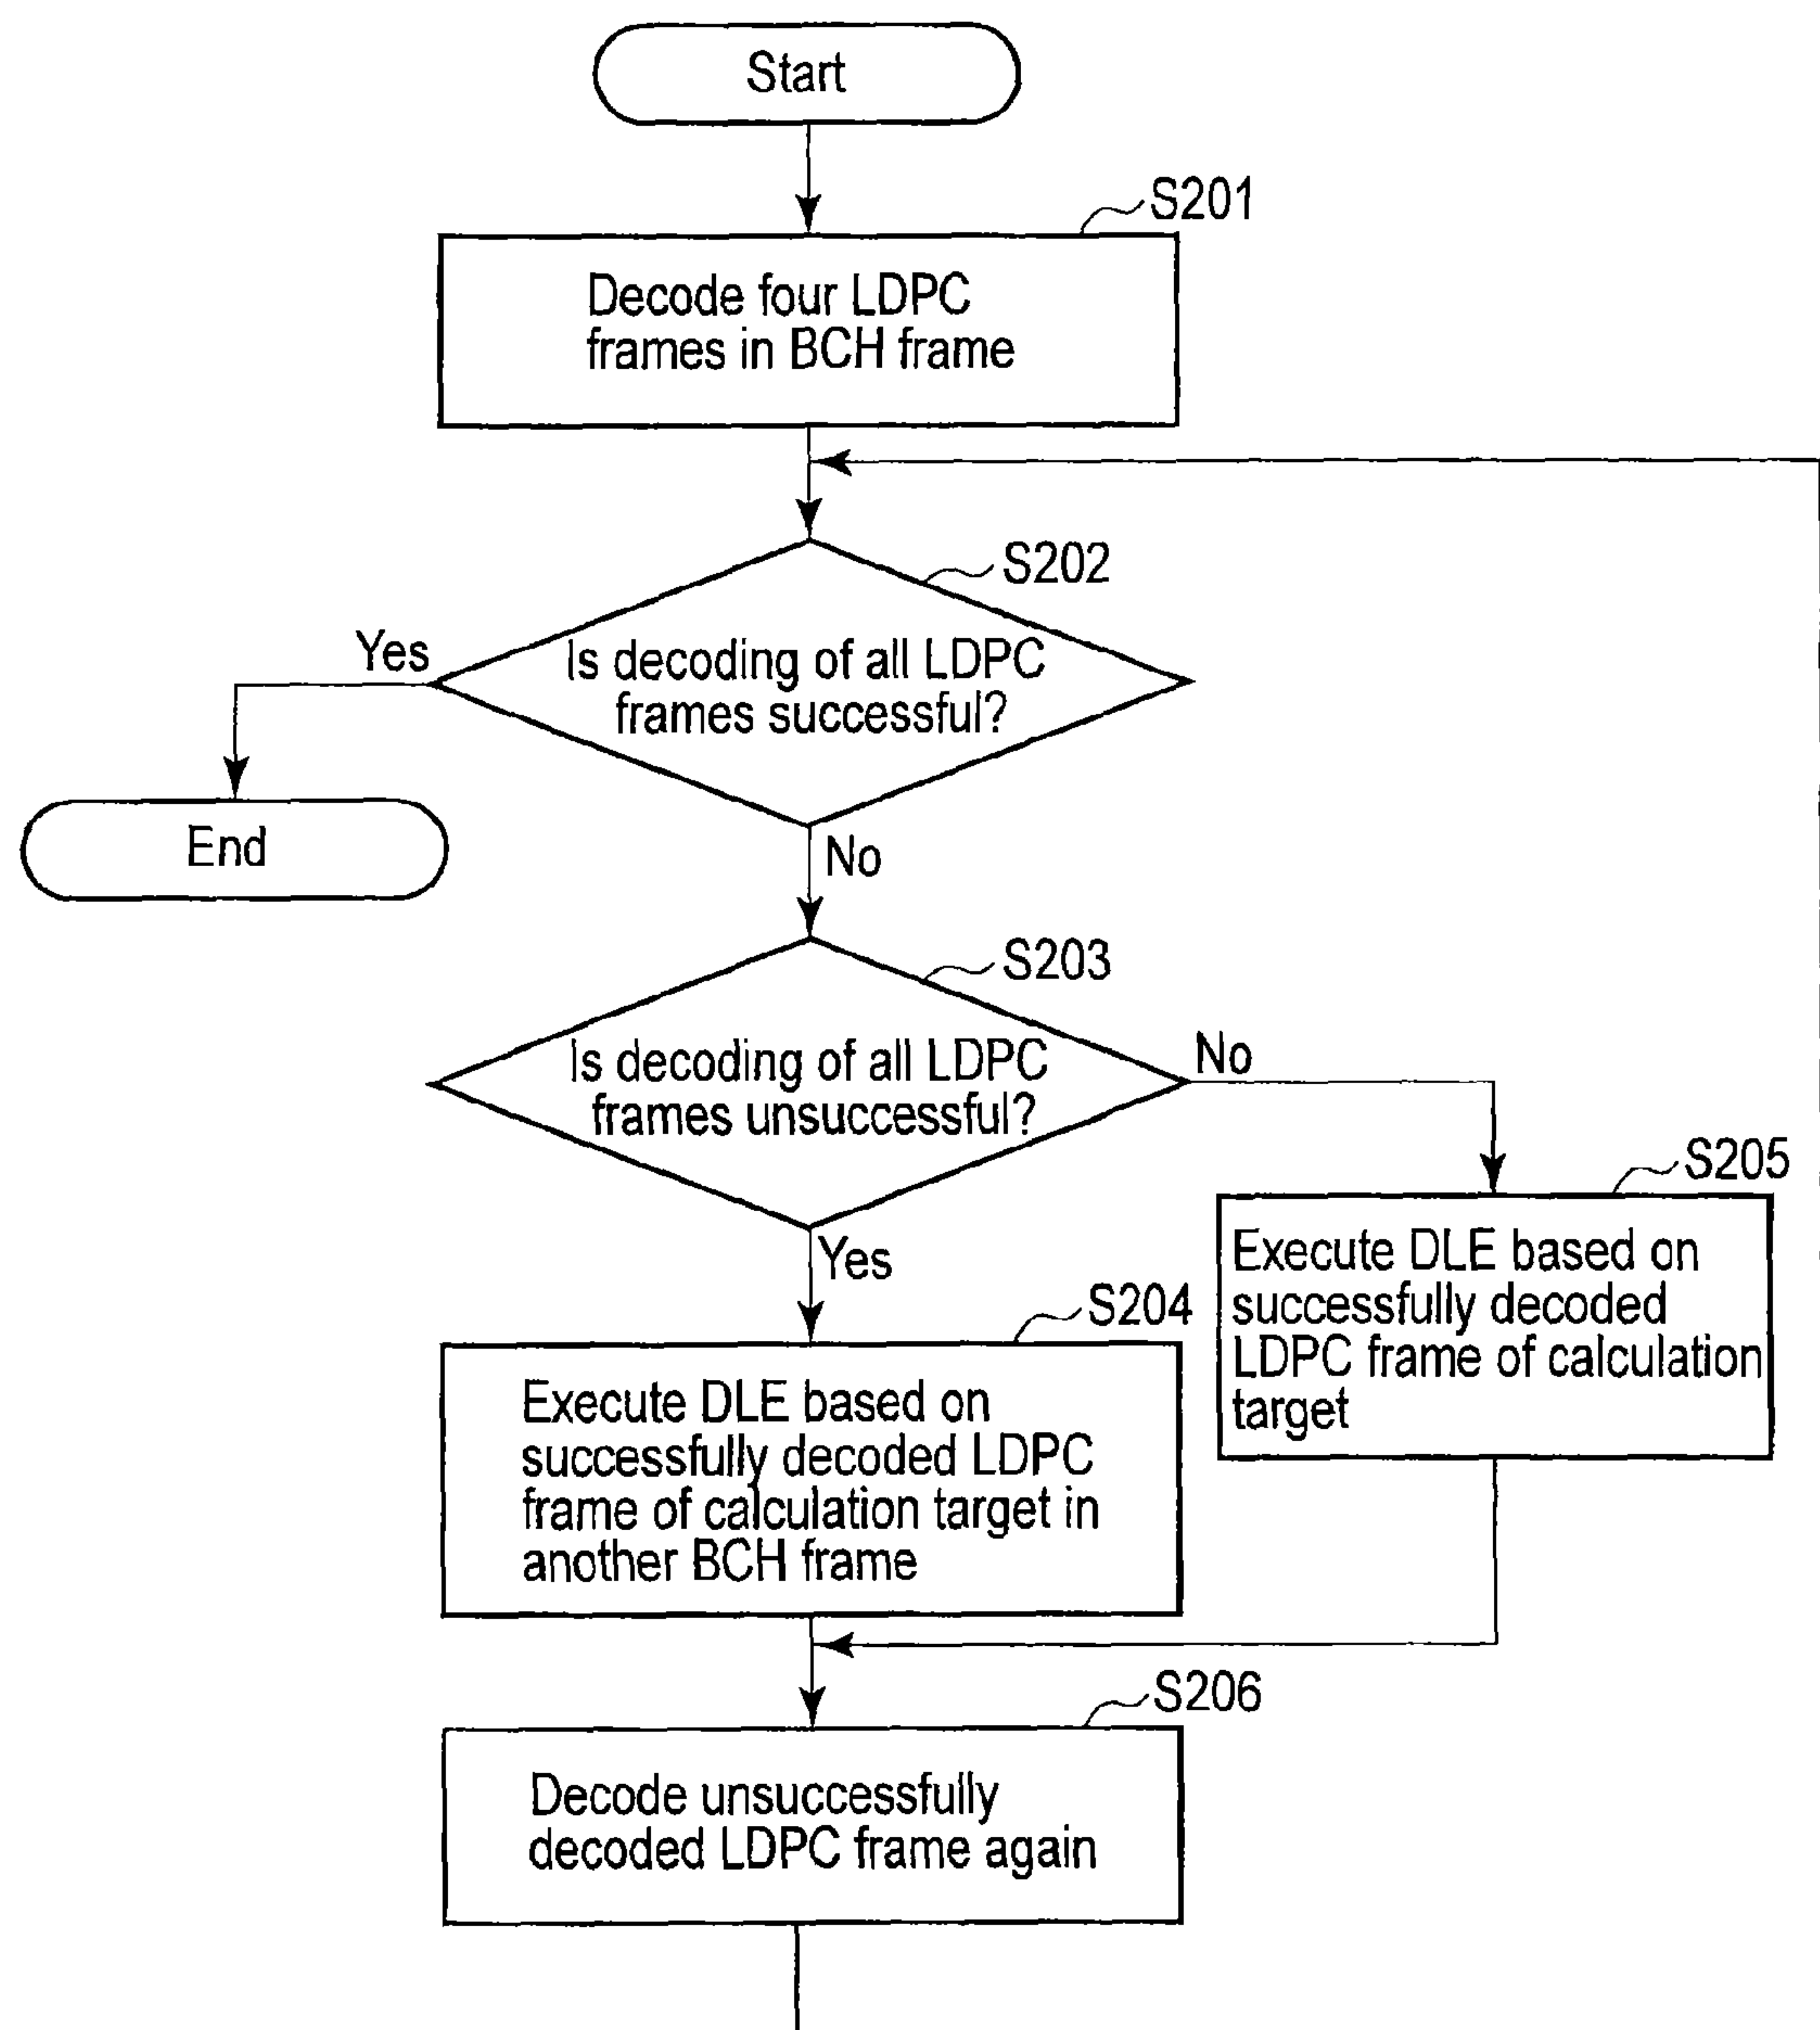 Start
S201
Decode four LDPC
frames in BCH frame
S202
Yes
Is decoding of all LDPC
frames successful?
End
No
S203
Is decoding of all LDPC
frames unsuccessful?
No
S205
Yes
Execute DLE based on
successfully decoded
LDPC frame of calculation
target
S204
Execute DLE based on
successfully decoded LDPC
frame of calculation target in
another BCH frame
S206
Decode unsuccessfully
decoded LDPC frame again